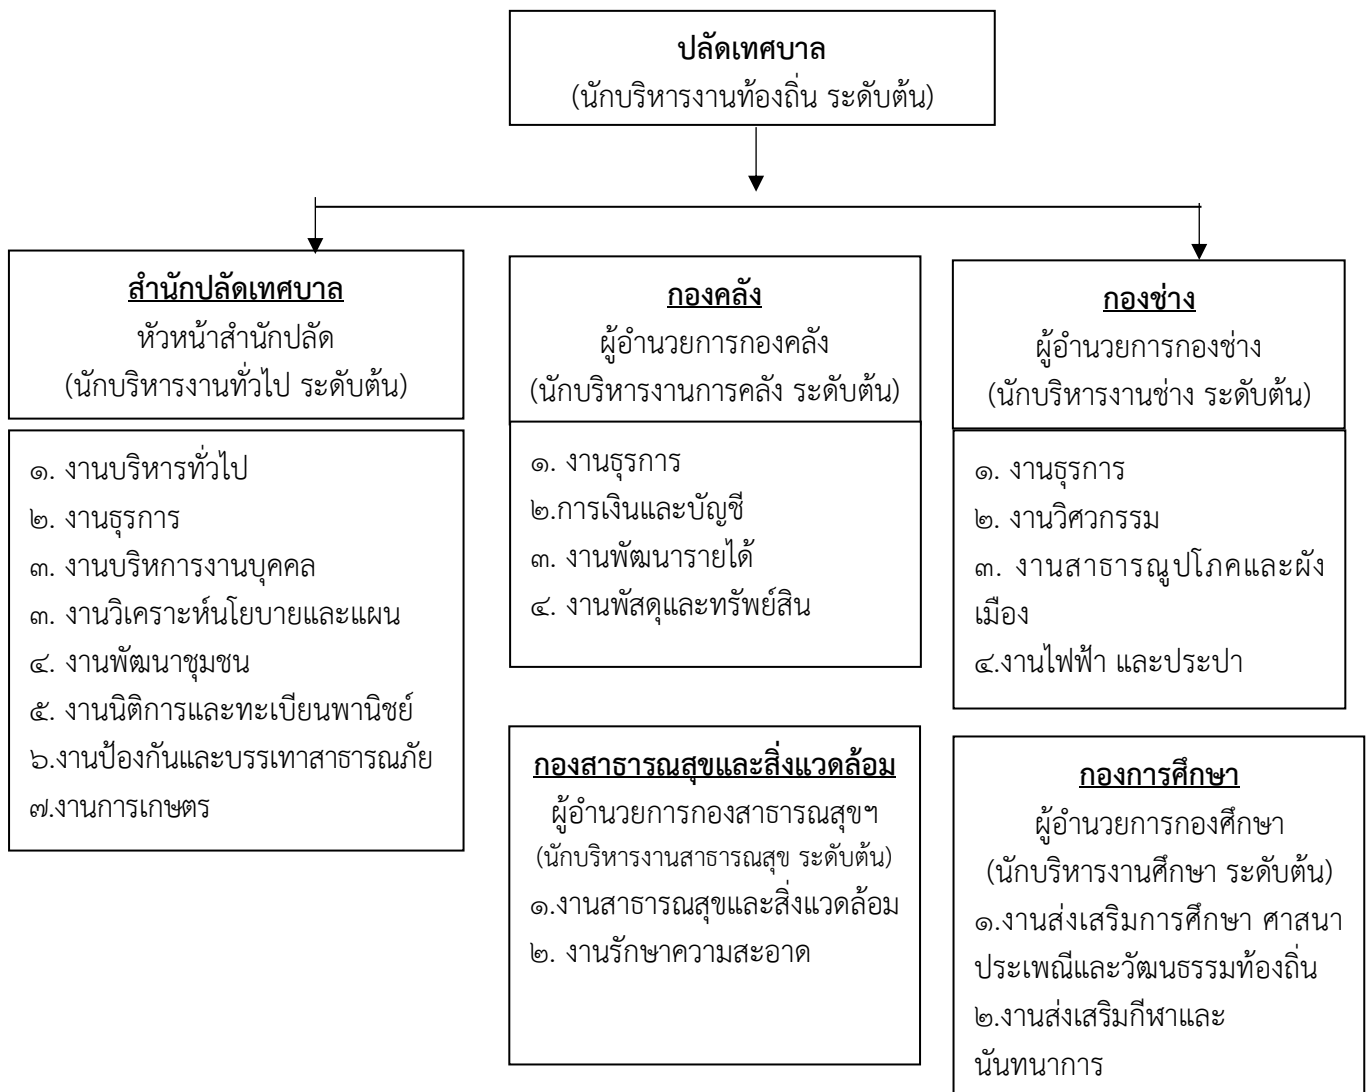 ปลัดเทศบาล
(นักบริหารงานท้องถิ่น ระดับต้น)
สำนักปลัดเทศบาล
หัวหน้าสำนักปลัด
(นักบริหารงานทั่วไป ระดับต้น)
๑. งานบริหารทั่วไป
๒. งานธุรการ
๓. งานบริหการงานบุคคล
๓. งานวิเคราะห์นโยบายและแผน
๔. งานพัฒนาชุมชน
๕. งานนิติการและทะเบียนพานิชย์
๖.งานป้องกันและบรรเทาสาธารณภัย
๗.งานการเกษตร
กองคลัง
ผู้อำนวยการกองคลัง
(นักบริหารงานการคลัง ระดับต้น)
๑. งานธุรการ
๒.การเงินและบัญชี
๓. งานพัฒนารายได้
๔. งานพัสดุและทรัพย์สิน
กองช่าง
ผู้อำนวยการกองช่าง
(นักบริหารงานช่าง ระดับต้น)
๑. งานธุรการ
๒. งานวิศวกรรม
๓. งานสาธารณูปโภคและผัง
เมือง
๔.งานไฟฟ้า และประปา
กองสาธารณสุขและสิ่งแวดล้อม
ผู้อำนวยการกองสาธารณสุขฯ
(นักบริหารงานสาธารณสุข ระดับต้น)
๑.งานสาธารณสุขและสิ่งแวดล้อม
๒. งานรักษาความสะอาด
กองการศึกษา
ผู้อำนวยการกองศึกษา
(นักบริหารงานศึกษา ระดับต้น)
๑.งานส่งเสริมการศึกษา ศาสนา
ประเพณีและวัฒนธรรมท้องถิ่น
๒.งานส่งเสริมกีฬาและ
นันทนาการ